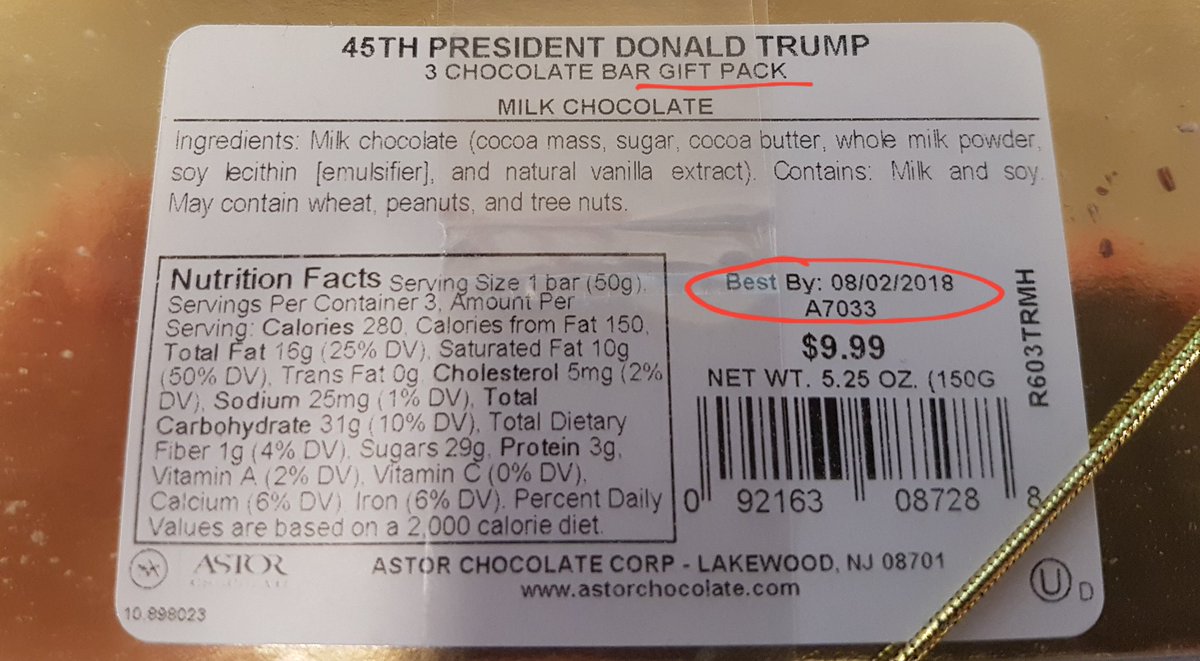 45TH PRESIDENT DONALD TRUMP
3 CHOCOLATE BAR GIFT PACK
MILK CHOCOLATE
Ingredients: Milk chocolate (cocoa mass, sugar, cocoa butter, whole milk powder,
soy lecithin [emulsifier], and natural vanilla extract). Contains: Milk and soy.
May contain wheat, peanuts, and tree nuts.
Nutrition Facts Serving Size 1 bar (50g),
Servings Per Container 3, Amount Per
Serving: Calories 280, Calories from Fat 150,
Total Fat 16g (25% DV), Saturated Fat 10g
(50% DV), Trans Fat 0g, Cholesterol 5mg (2%
DV), Sodium 25mg (1% DV), Total
Carbohydrate 31g (10% DV), Total Dietary
Fiber 1g (4% DV), Sugars 29g, Protein 3g,
Vitamin A (2% DV), Vitamin C (0% DV),
Calcium (6% DV) Iron (6% DV). Percent Daily
Values are based on a 2,000 calorie diet.
Best By: 08/02/2018
A7033
$9.99
NET WT. 5.25 OZ. (150G
R603TRMH
0 92163 08728 8
ASTOR
CHOCOLATE
ASTOR CHOCOLATE CORP - LAKEWOOD, NJ 08701
www.astorchocolate.com
U D
10.898023